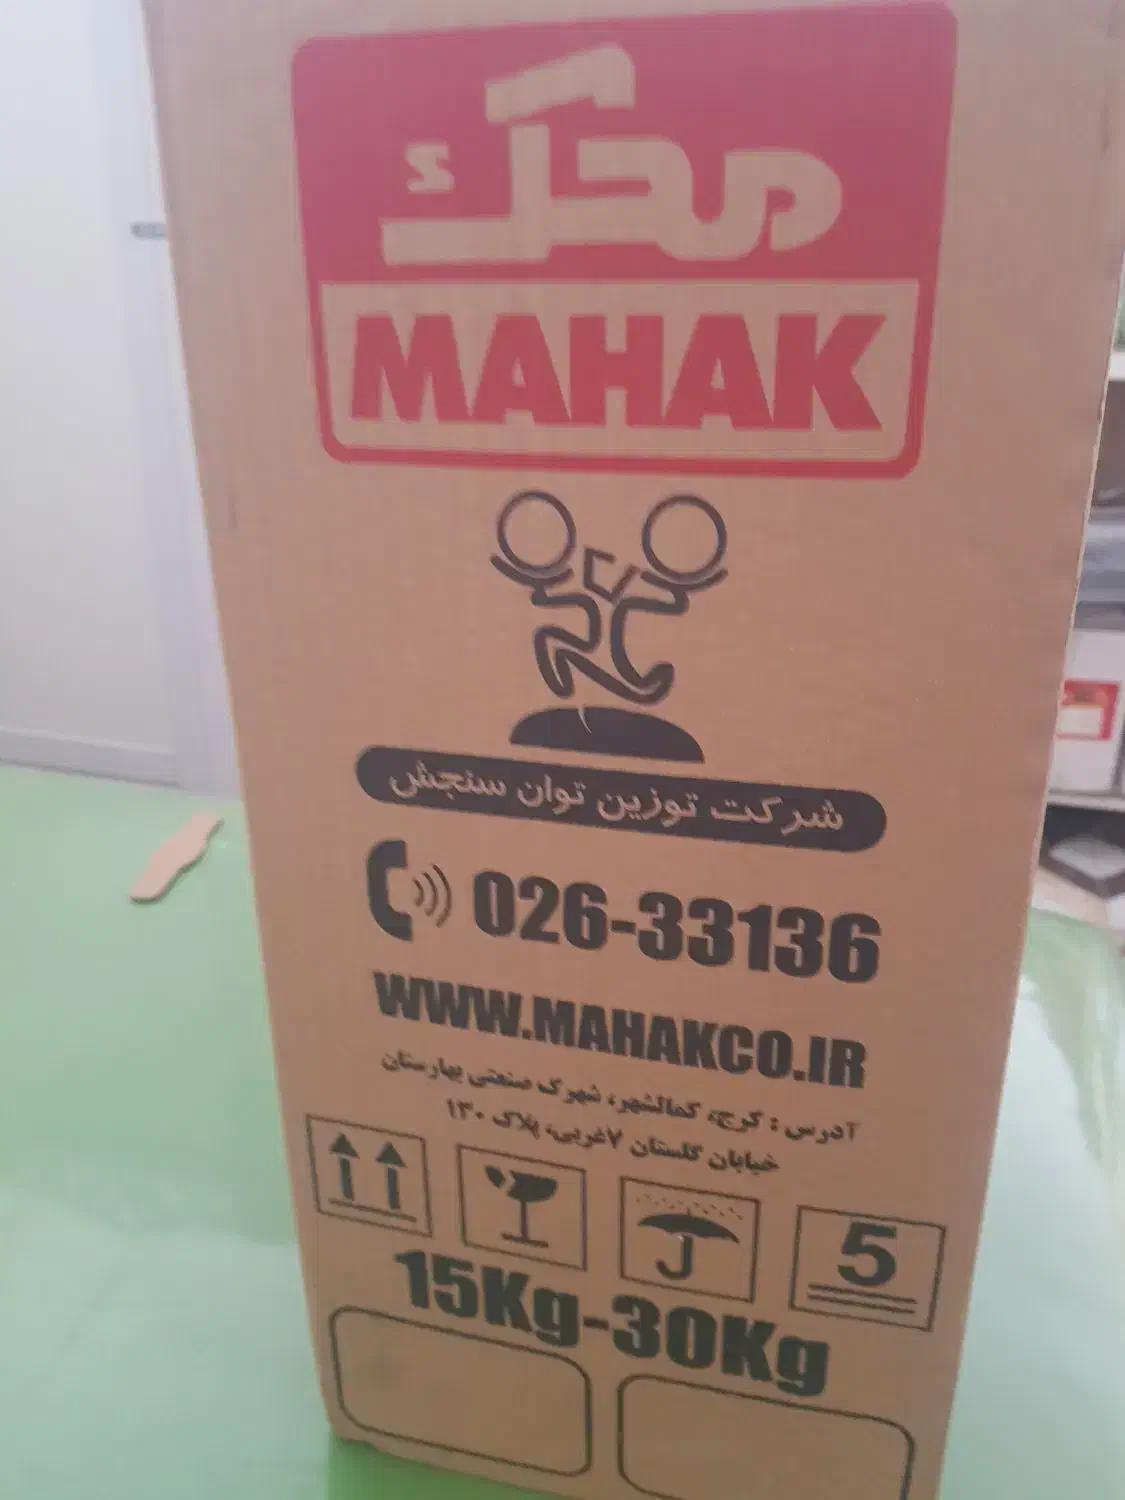 محک
MAHAK
شرکت توزین توان سنجش
026-33136
WWW.MAHAKCO.IR
آدرس : کرج، کمالشهر، شهرک صنعتی بهارستان
خیابان گلستان ۷غربی، پلاک ۱۳۰
5
15Kg-30Kg